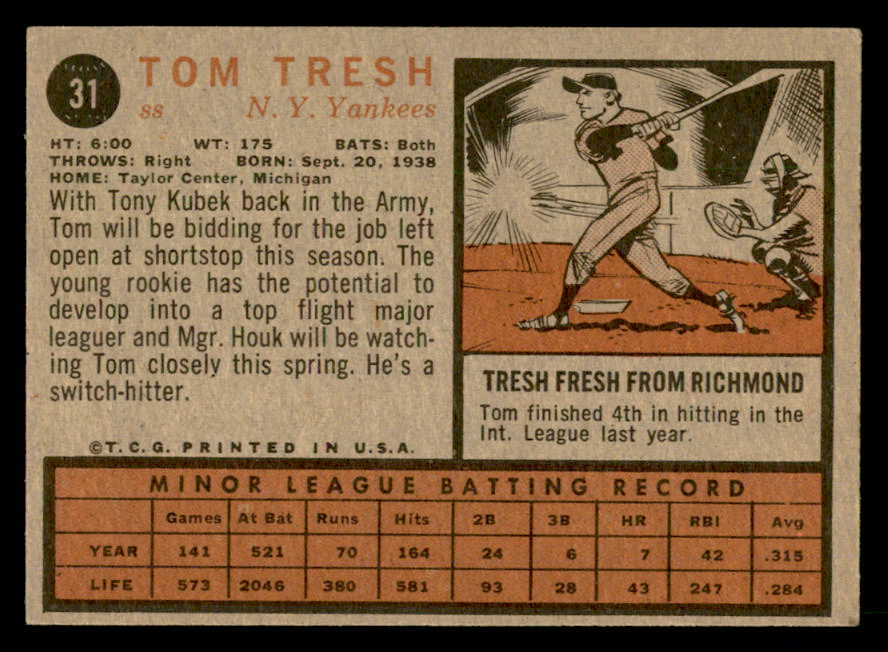 31
TOM TRESH
ss N. Y. Yankees
HT: 6:00 WT: 175 BATS: Both
THROWS: Right BORN: Sept. 20, 1938
HOME: Taylor Center, Michigan
With Tony Kubek back in the Army,
Tom will be bidding for the job left
open at shortstop this season. The
young rookie has the potential to
develop into a top flight major
leaguer and Mgr. Houk will be watch-
ing Tom closely this spring. He's a
switch-hitter.
©T.C.G. PRINTED IN U.S.A.
TRESH FRESH FROM RICHMOND
Tom finished 4th in hitting in the
Int. League last year.
MINOR LEAGUE BATTING RECORD
Games At Bat Runs Hits 2B 3B HR RBI Avg
YEAR 141 521 70 164 24 6 7 42 .315
LIFE 573 2046 380 581 93 28 43 247 .284